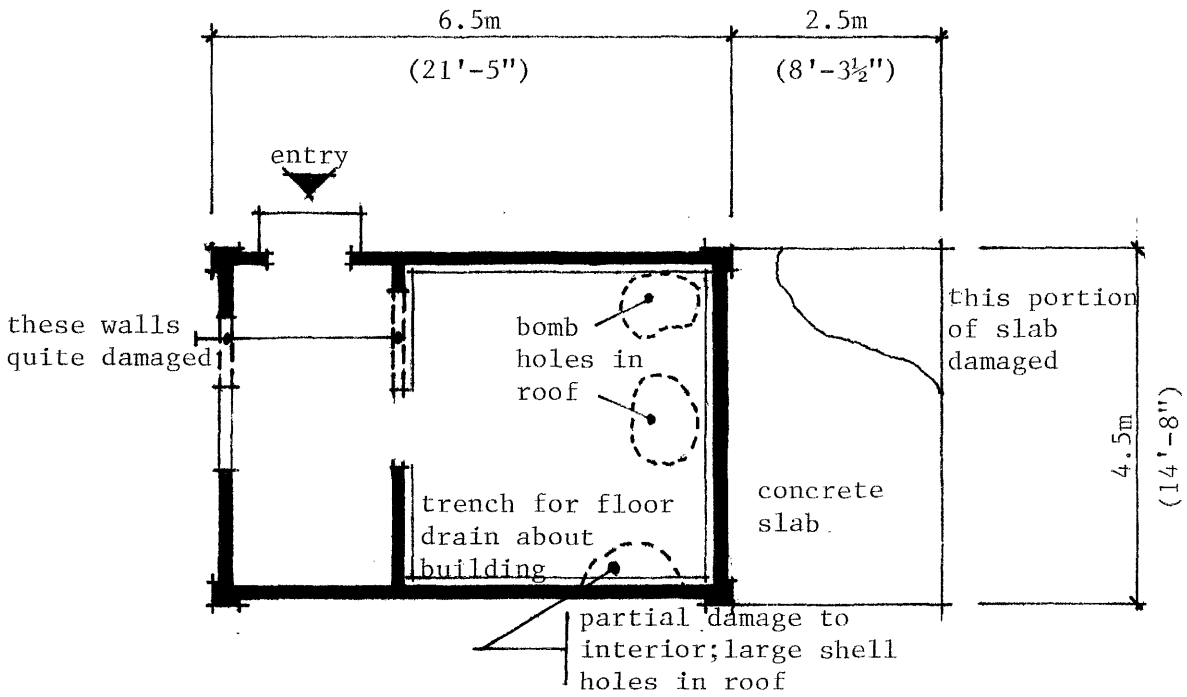 6.5m
2.5m
(21'-5")
(8'-3½")
entry
these walls
quite damaged
bomb
holes in
roof
this portion
of slab
damaged
4.5m
(14'-8")
trench for floor
drain about
building
concrete
slab
partial damage to
interior;large shell
holes in roof